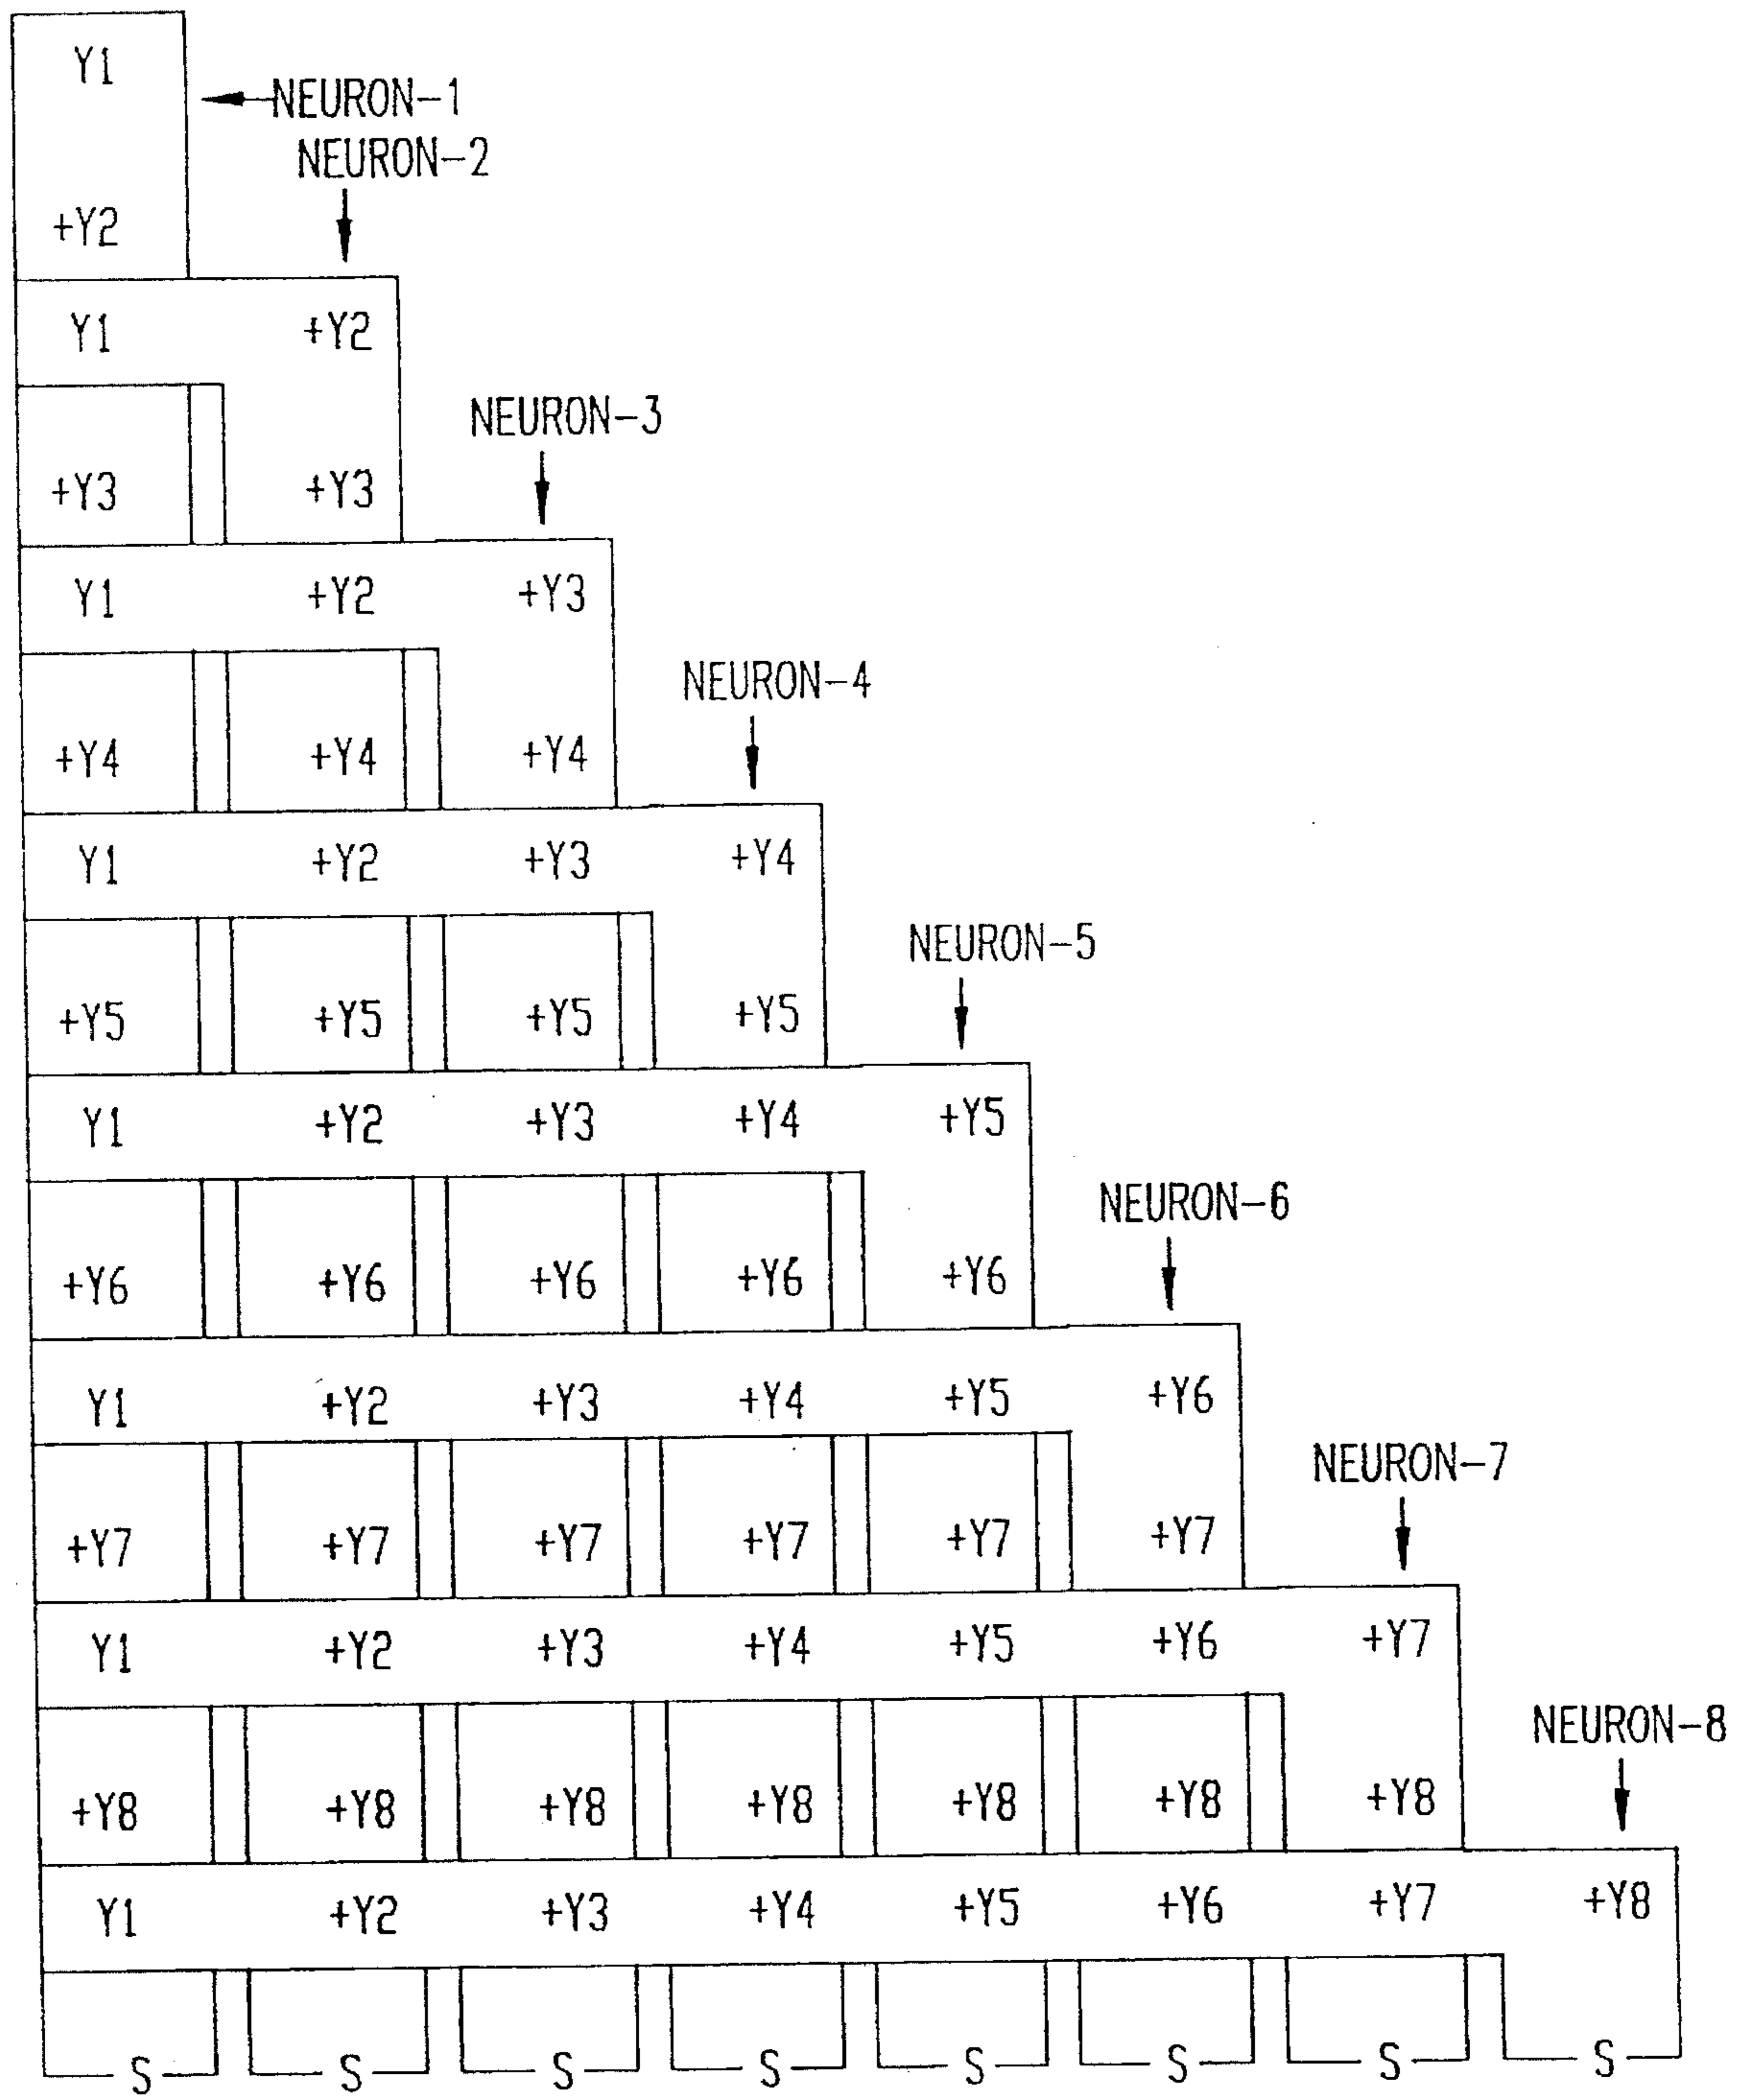 Y1
NEURON-1
NEURON-2
+Y2
Y1 +Y2
NEURON-3
+Y3 +Y3
Y1 +Y2 +Y3
NEURON-4
+Y4 +Y4 +Y4
Y1 +Y2 +Y3 +Y4
NEURON-5
+Y5 +Y5 +Y5 +Y5
Y1 +Y2 +Y3 +Y4 +Y5
NEURON-6
+Y6 +Y6 +Y6 +Y6 +Y6
Y1 +Y2 +Y3 +Y4 +Y5 +Y6
NEURON-7
+Y7 +Y7 +Y7 +Y7 +Y7 +Y7
Y1 +Y2 +Y3 +Y4 +Y5 +Y6 +Y7
NEURON-8
+Y8 +Y8 +Y8 +Y8 +Y8 +Y8 +Y8
Y1 +Y2 +Y3 +Y4 +Y5 +Y6 +Y7 +Y8
S S S S S S S S